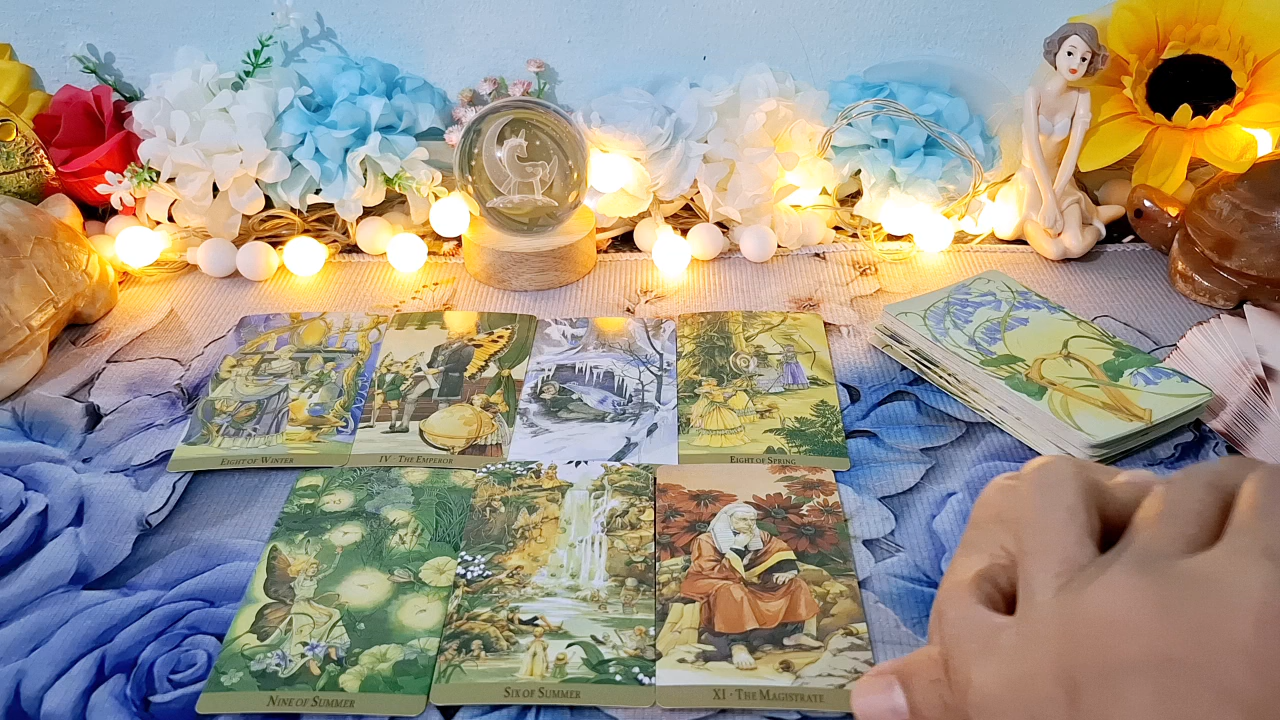 EIGHT OF WINTER
IV · THE EMPEROR
EIGHT OF SPRING
NINE OF SUMMER
SIX OF SUMMER
XI · THE MAGISTRATE